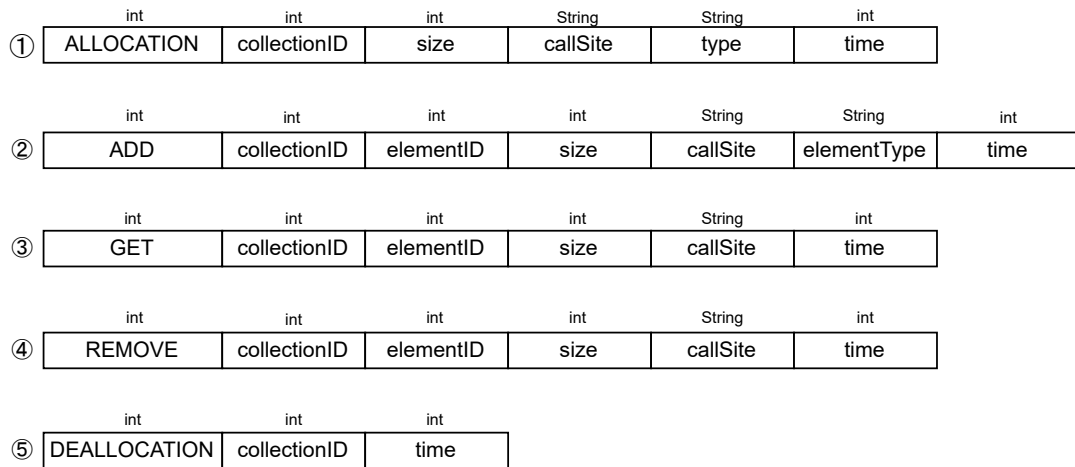 int int int String String int
① ALLOCATION collectionID size callSite type time
int int int int String String int
② ADD collectionID elementID size callSite elementType time
int int int int String int
③ GET collectionID elementID size callSite time
int int int int String int
④ REMOVE collectionID elementID size callSite time
int int int
⑤ DEALLOCATION collectionID time